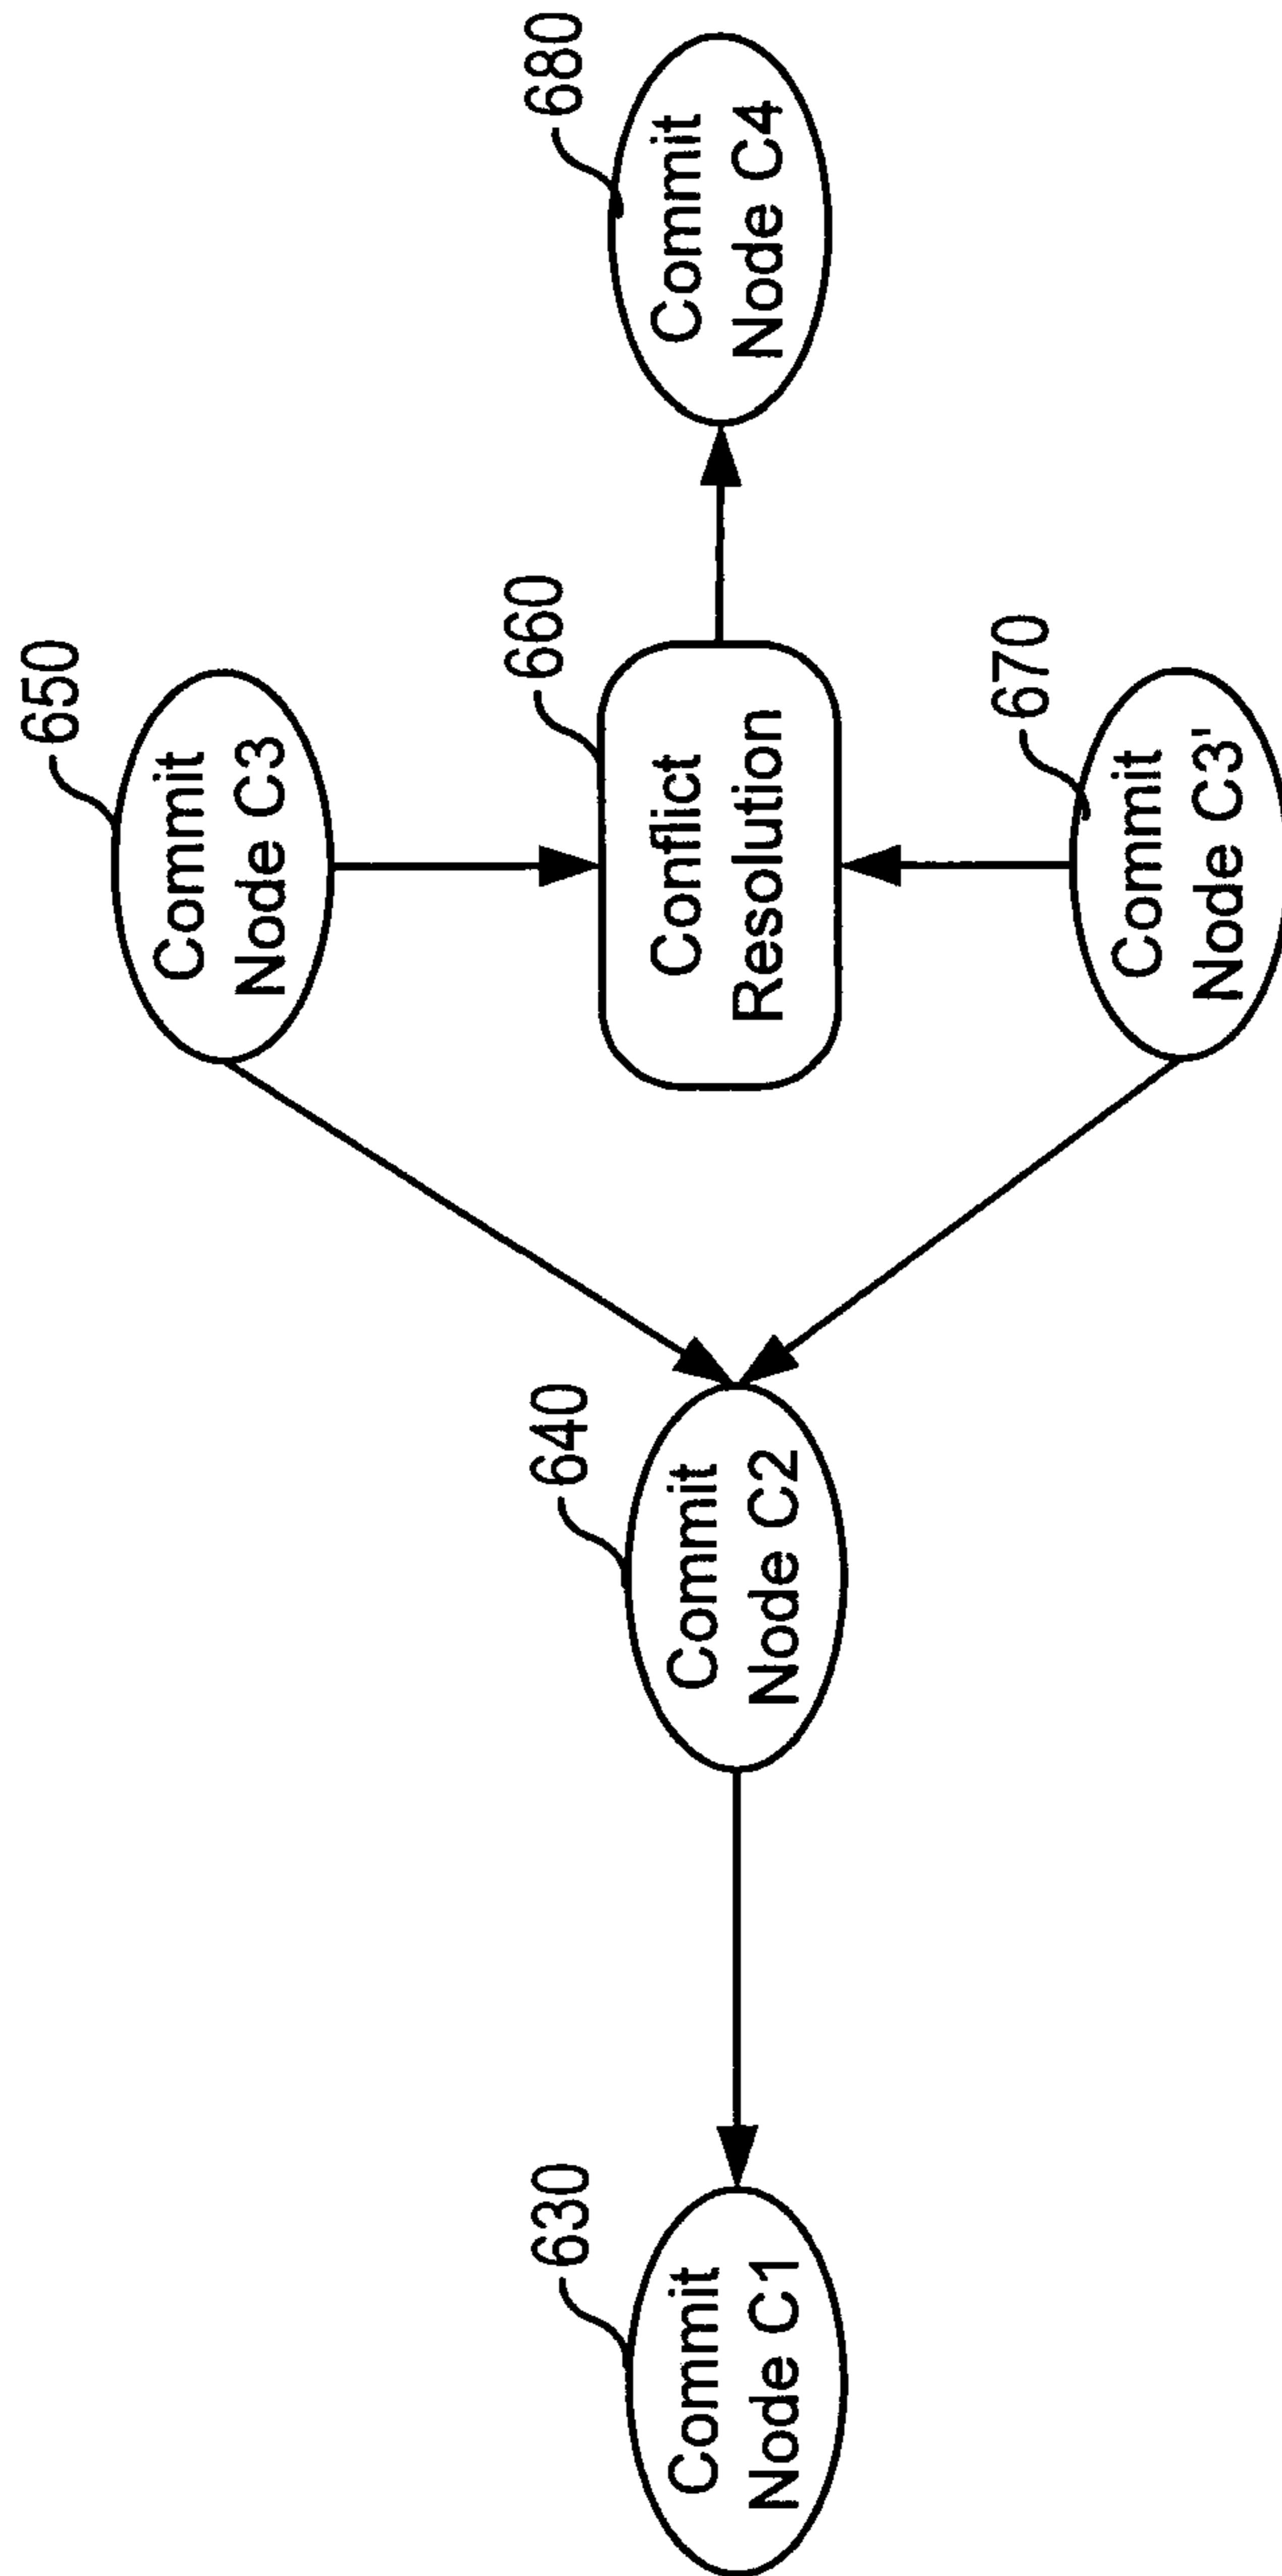 650
Commit
Node C3
630
Commit
Node C1
640
Commit
Node C2
660
Conflict
Resolution
680
Commit
Node C4
670
Commit
Node C3'